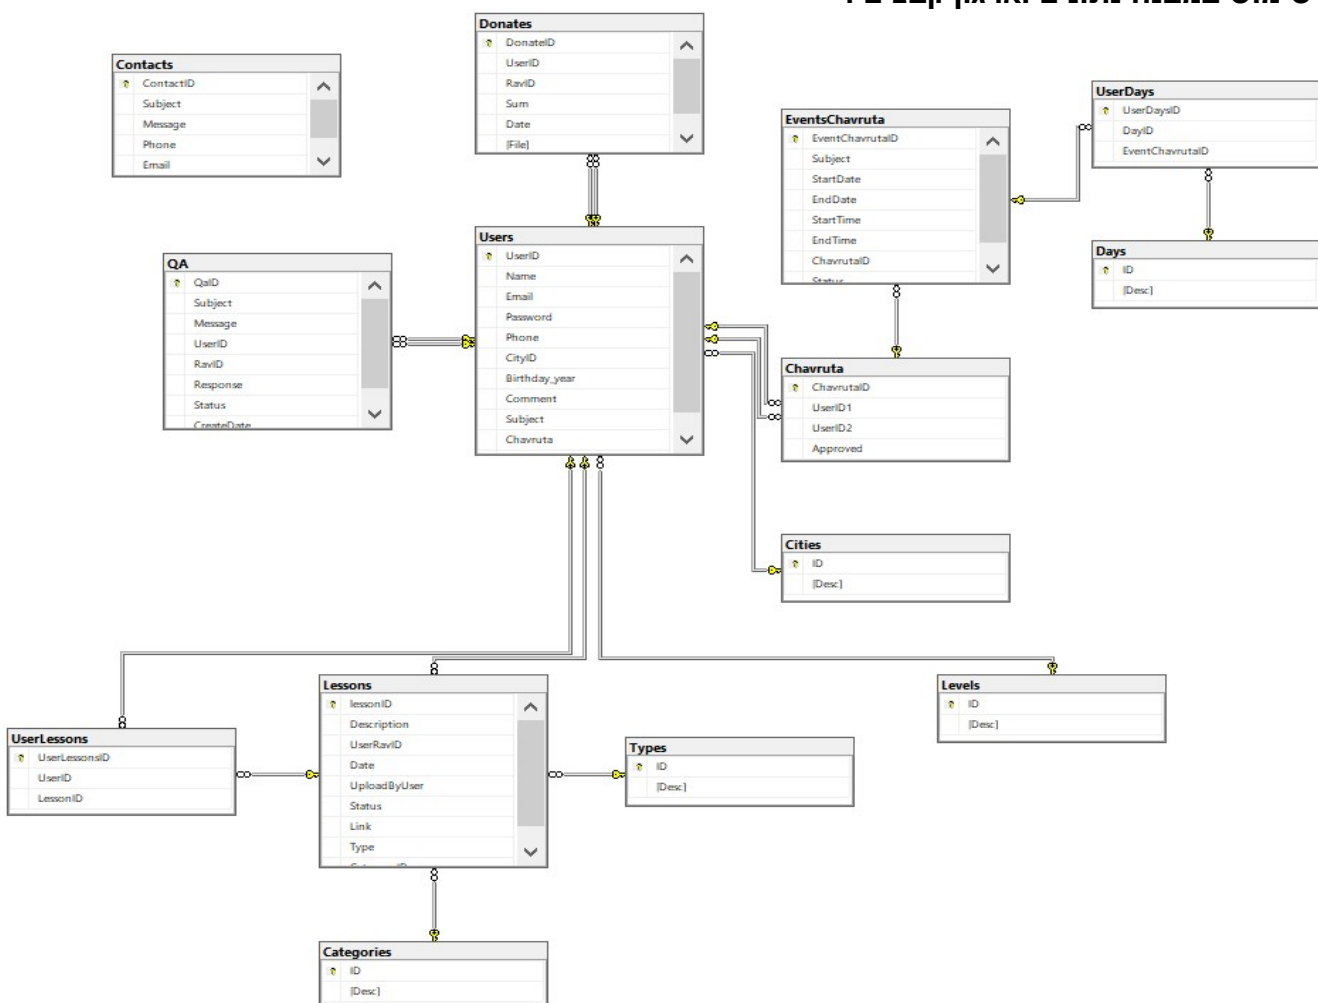 Donates
DonateID
UserID
RavID
Sum
Date
[File]
Contacts
ContactID
Subject
Message
Phone
Email
UserDays
UserDaysID
DayID
EventChavrutaID
EventsChavruta
EventChavrutaID
Subject
StartDate
EndDate
StartTime
EndTime
ChavrutaID
Status
Users
UserID
Name
Email
Password
Phone
CityID
Birthday_year
Comment
Subject
Chavruta
Days
ID
[Desc]
QA
QaID
Subject
Message
UserID
RavID
Response
Status
CreateDate
Chavruta
ChavrutaID
UserID1
UserID2
Approved
Cities
ID
[Desc]
Lessons
lessonID
Description
UserRavID
Date
UploadByUser
Status
Link
Type
Levels
ID
[Desc]
UserLessons
UserLessonsID
UserID
LessonID
Types
ID
[Desc]
Categories
ID
[Desc]